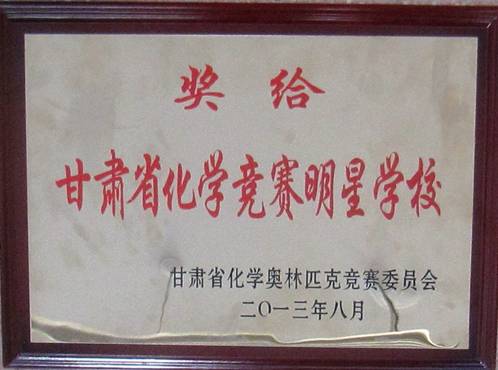 奖给
甘肃省化学竞赛明星学校
甘肃省化学奥林匹克竞赛委员会
二〇一三年八月